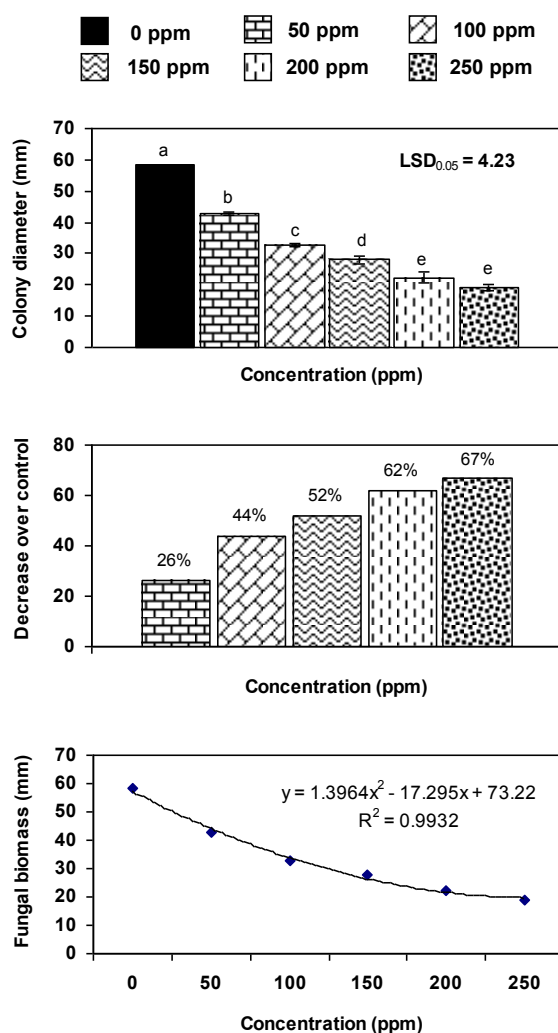 0 ppm 50 ppm 100 ppm
150 ppm 200 ppm 250 ppm
Colony diameter (mm)
70
60
50
40
30
20
10
0
a
b
c
d
e
e
LSD0.05 = 4.23
Concentration (ppm)
Decrease over control
80
60
40
20
0
26%
44%
52%
62%
67%
Concentration (ppm)
Fungal biomass (mm)
70
60
50
40
30
20
10
0
y = 1.3964x² - 17.295x + 73.22
R² = 0.9932
0 50 100 150 200 250
Concentration (ppm)